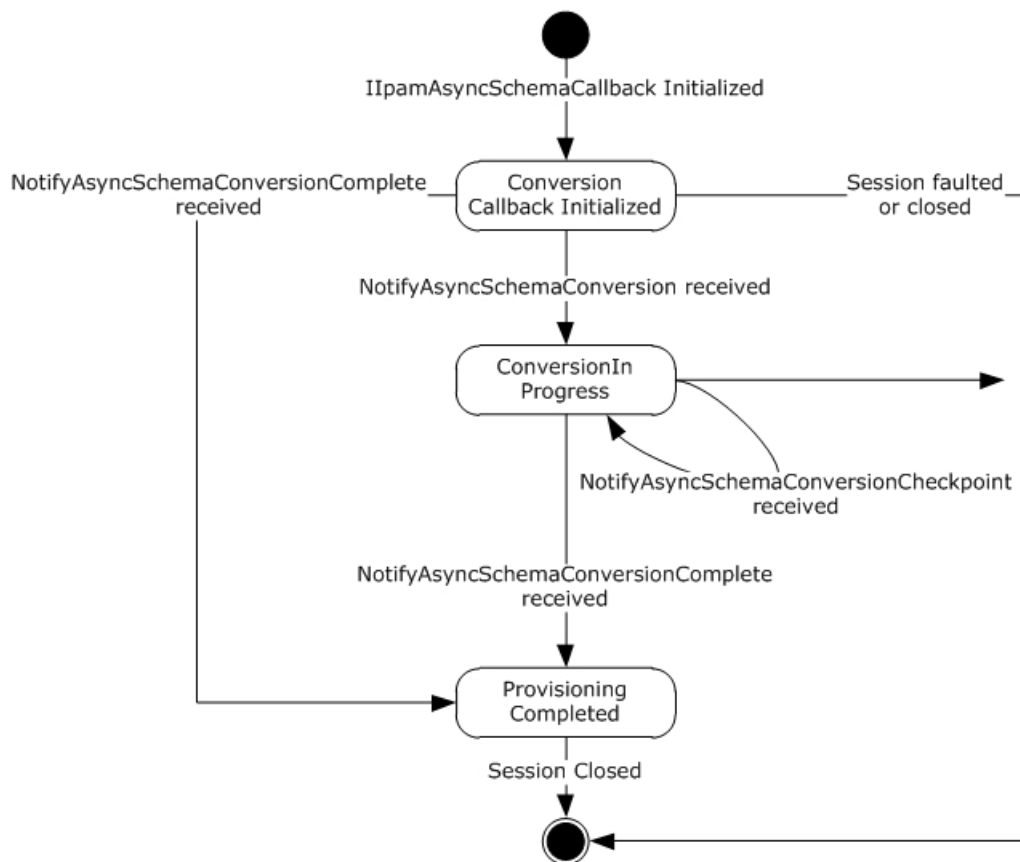 IIpamAsyncSchemaCallback Initialized
NotifyAsyncSchemaConversionComplete
received
Conversion
Callback Initialized
Session faulted
or closed
NotifyAsyncSchemaConversion received
ConversionIn
Progress
NotifyAsyncSchemaConversionCheckpoint
received
NotifyAsyncSchemaConversionComplete
received
Provisioning
Completed
Session Closed